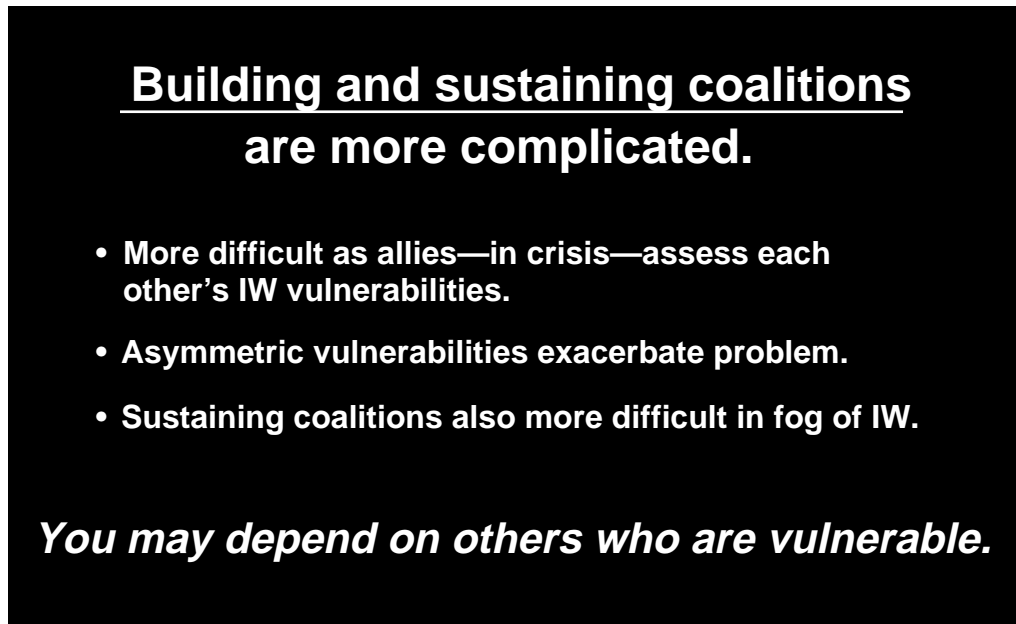 Building and sustaining coalitions
are more complicated.
• More difficult as allies—in crisis—assess each
other’s IW vulnerabilities.
• Asymmetric vulnerabilities exacerbate problem.
• Sustaining coalitions also more difficult in fog of IW.
You may depend on others who are vulnerable.